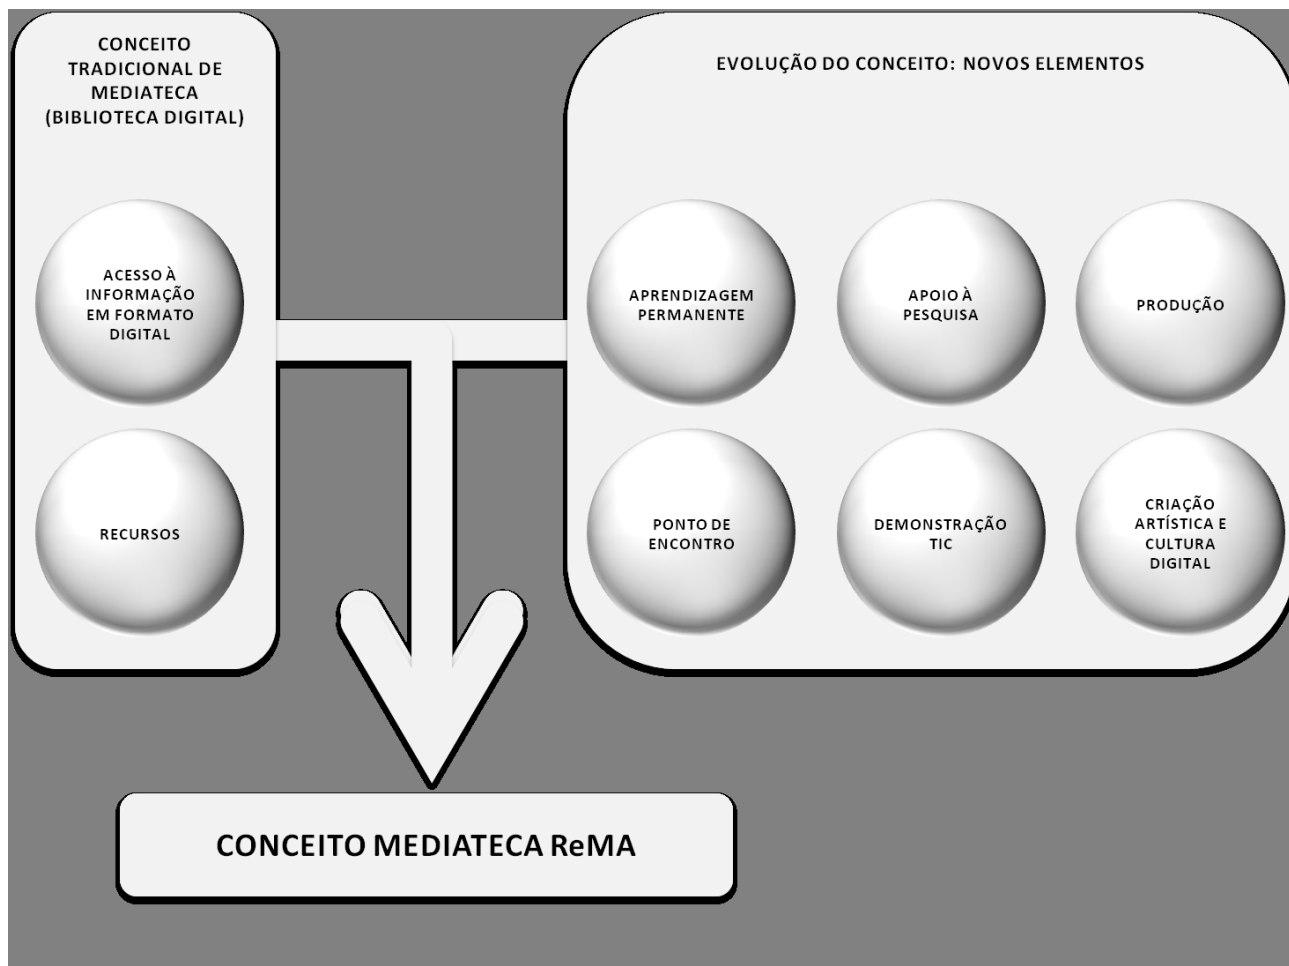 CONCEITO
TRADICIONAL DE
MEDIATECA
(BIBLIOTECA DIGITAL)
ACESSO À
INFORMAÇÃO
EM FORMATO
DIGITAL
RECURSOS
EVOLUÇÃO DO CONCEITO: NOVOS ELEMENTOS
APRENDIZAGEM
PERMANENTE
APOIO À
PESQUISA
PRODUÇÃO
PONTO DE
ENCONTRO
DEMONSTRAÇÃO
TIC
CRIAÇÃO
ARTÍSTICA E
CULTURA
DIGITAL
CONCEITO MEDIATECA ReMA